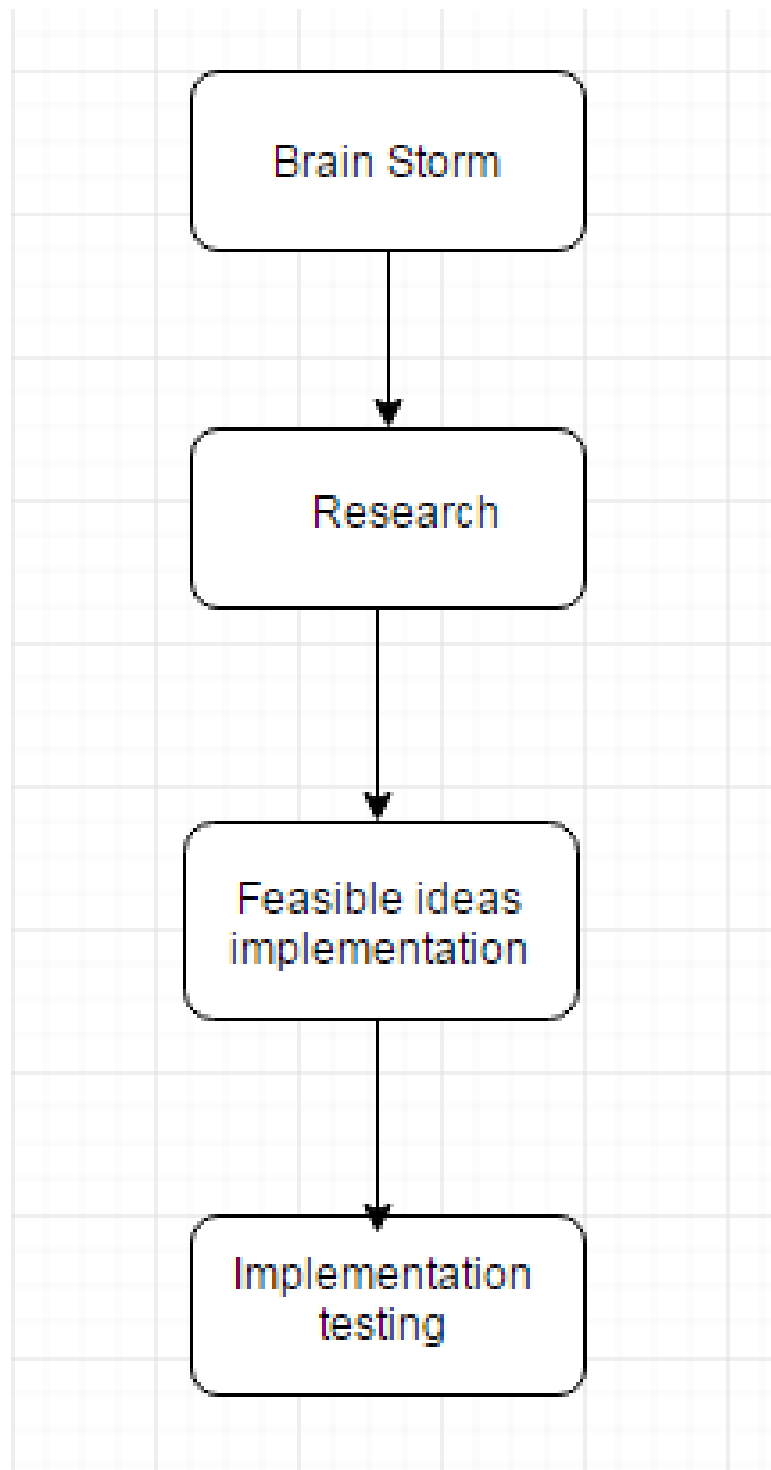 Brain Storm
Research
Feasible ideas
implementation
Implementation
testing